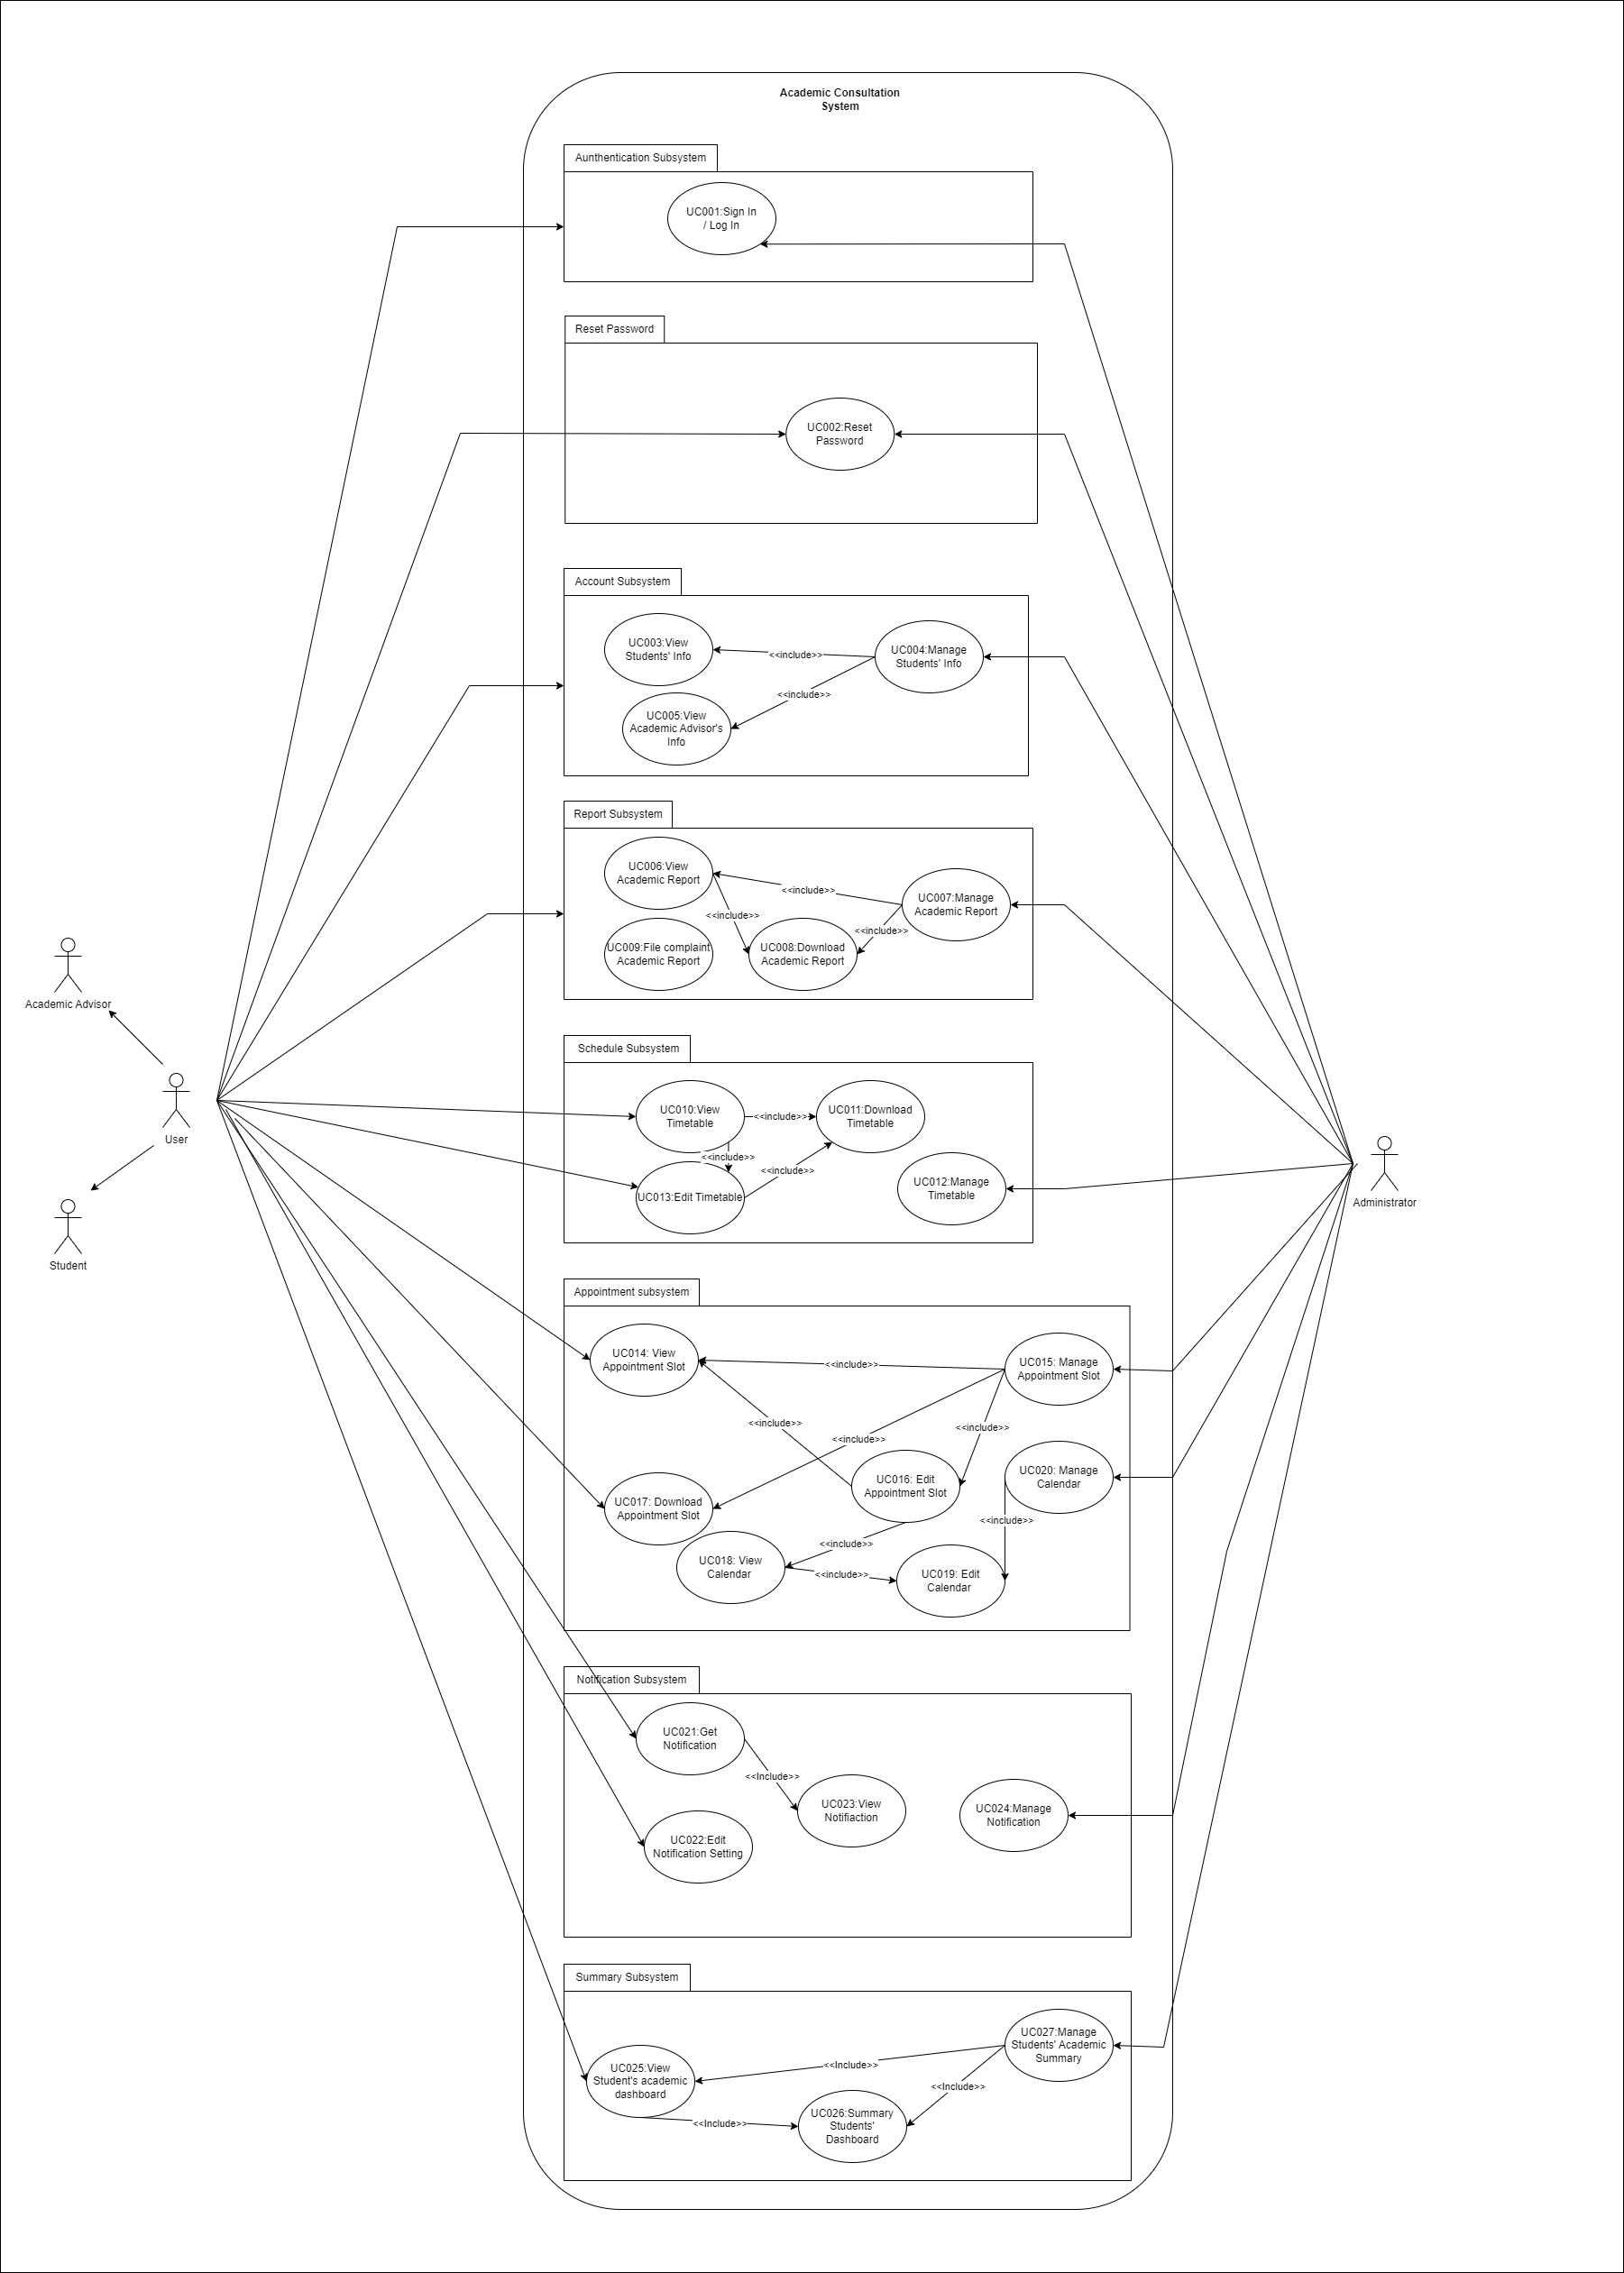 Academic Consultation
System
Aunthentication Subsystem
UC001:Sign In
/ Log In
Reset Password
UC002:Reset
Password
Account Subsystem
UC003:View
Students' Info
<<include>>
UC004:Manage
Students' Info
<<include>>
UC005:View
Academic Advisor's
Info
Report Subsystem
UC006:View
Academic Report
<<include>>
UC007:Manage
Academic Report
<<include>>
<<include>>
UC009:File complaint
Academic Report
UC008:Download
Academic Report
Academic Advisor
User
Student
Schedule Subsystem
UC010:View
Timetable
<<include>>
UC011:Download
Timetable
<<include>>
<<include>>
UC013:Edit Timetable
UC012:Manage
Timetable
Administrator
Appointment subsystem
UC014: View
Appointment Slot
<<include>>
UC015: Manage
Appointment Slot
<<include>>
<<include>>
<<include>>
UC016: Edit
Appointment Slot
UC020: Manage
Calendar
UC017: Download
Appointment Slot
<<include>>
<<include>>
UC018: View
Calendar
<<include>>
UC019: Edit
Calendar
Notification Subsystem
UC021:Get
Notification
<<Include>>
UC023:View
Notifiaction
UC024:Manage
Notification
UC022:Edit
Notification Setting
Summary Subsystem
UC027:Manage
Students' Academic
Summary
<<Include>>
UC025:View
Student's academic
dashboard
<<Include>>
<<Include>>
UC026:Summary
Students'
Dashboard